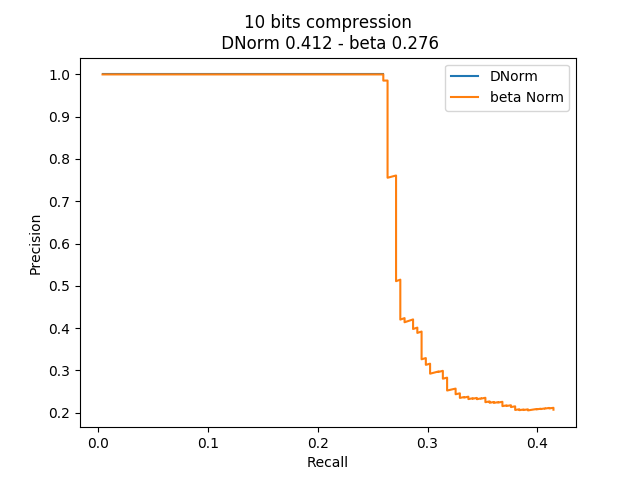 10 bits compression
DNorm 0.412 - beta 0.276
DNorm
beta Norm
1.0
0.9
0.8
0.7
0.6
0.5
0.4
0.3
0.2
Precision
0.0
0.1
0.2
0.3
0.4
Recall